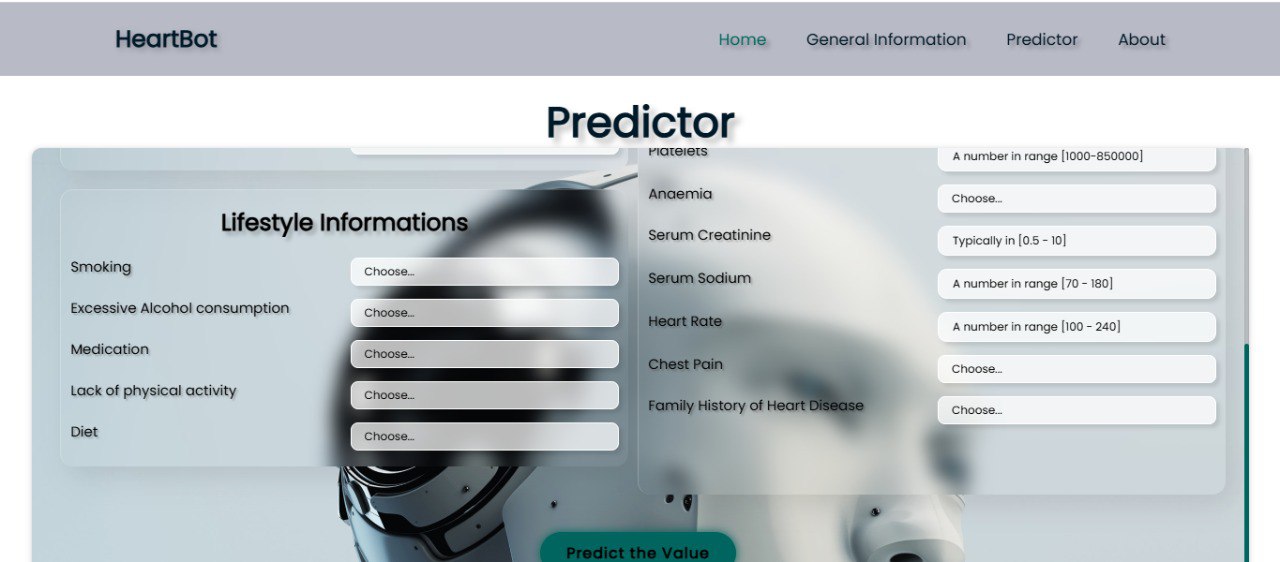 HeartBot
Home General Information Predictor About
Predictor
Lifestyle Informations
Smoking Choose...
Excessive Alcohol consumption Choose...
Medication Choose...
Lack of physical activity Choose...
Diet Choose...
Platelets A number in range [1000-850000]
Anaemia Choose...
Serum Creatinine Typically in [0.5 - 10]
Serum Sodium A number in range [70 - 180]
Heart Rate A number in range [100 - 240]
Chest Pain Choose...
Family History of Heart Disease Choose...
Predict the Value